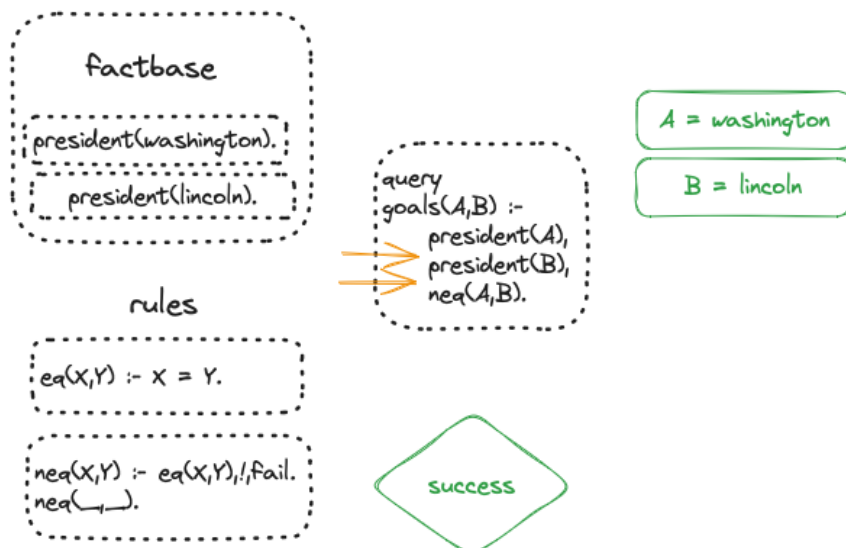 factbase
president(washington).
president(lincoln).
rules
eq(X,Y) :- X = Y.
neq(X,Y) :- eq(X,Y),!,fail.
neq(_,_).
query
goals(A,B) :-
president(A),
president(B),
neq(A,B).
A = washington
B = lincoln
success